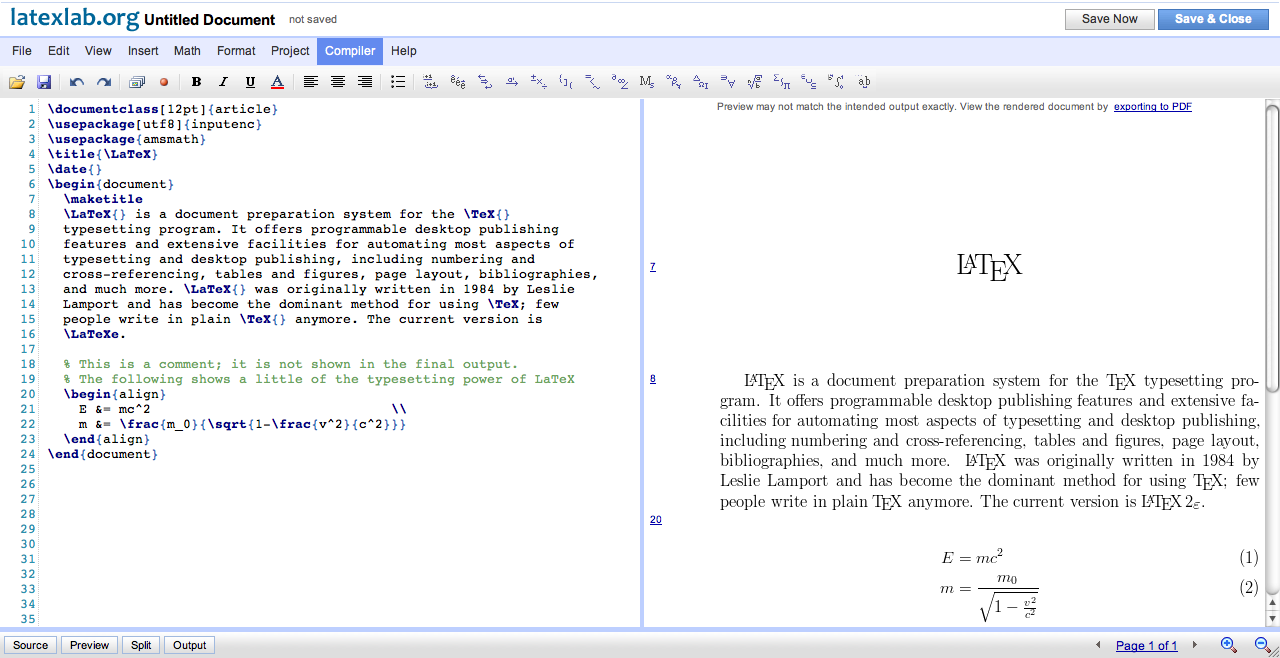 latexlab.org Untitled Document not saved Save Now Save & Close
File Edit View Insert Math Format Project Compiler Help
B I U A
Preview may not match the intended output exactly. View the rendered document by exporting to PDF
1 \documentclass[12pt]{article}
2 \usepackage[utf8]{inputenc}
3 \usepackage{amsmath}
4 \title{\LaTeX}
5 \date{}
6 \begin{document}
7 \maketitle
8 \LaTeX{} is a document preparation system for the \TeX{}
9 typesetting program. It offers programmable desktop publishing
10 features and extensive facilities for automating most aspects of
11 typesetting and desktop publishing, including numbering and
12 cross-referencing, tables and figures, page layout, bibliographies,
13 and much more. \LaTeX{} was originally written in 1984 by Leslie
14 Lamport and has become the dominant method for using \TeX; few
15 people write in plain \TeX{} anymore. The current version is
16 \LaTeXe.
17
18 % This is a comment; it is not shown in the final output.
19 % The following shows a little of the typesetting power of LaTeX
20 \begin{align}
21 E &= mc^2 \\
22 m &= \frac{m_0}{\sqrt{1-\frac{v^2}{c^2}}}
23 \end{align}
24 \end{document}
25
26
27
28
29
30
31
32
33
34
35
7 LATEX
8 LATEX is a document preparation system for the TEX typesetting pro-
gram. It offers programmable desktop publishing features and extensive fa-
cilities for automating most aspects of typesetting and desktop publishing,
including numbering and cross-referencing, tables and figures, page layout,
bibliographies, and much more. LATEX was originally written in 1984 by
Leslie Lamport and has become the dominant method for using TEX; few
people write in plain TEX anymore. The current version is LATEX 2ε.
20
E = mc² (1)
m = m₀ / √(1 − v²/c²) (2)
Source Preview Split Output Page 1 of 1